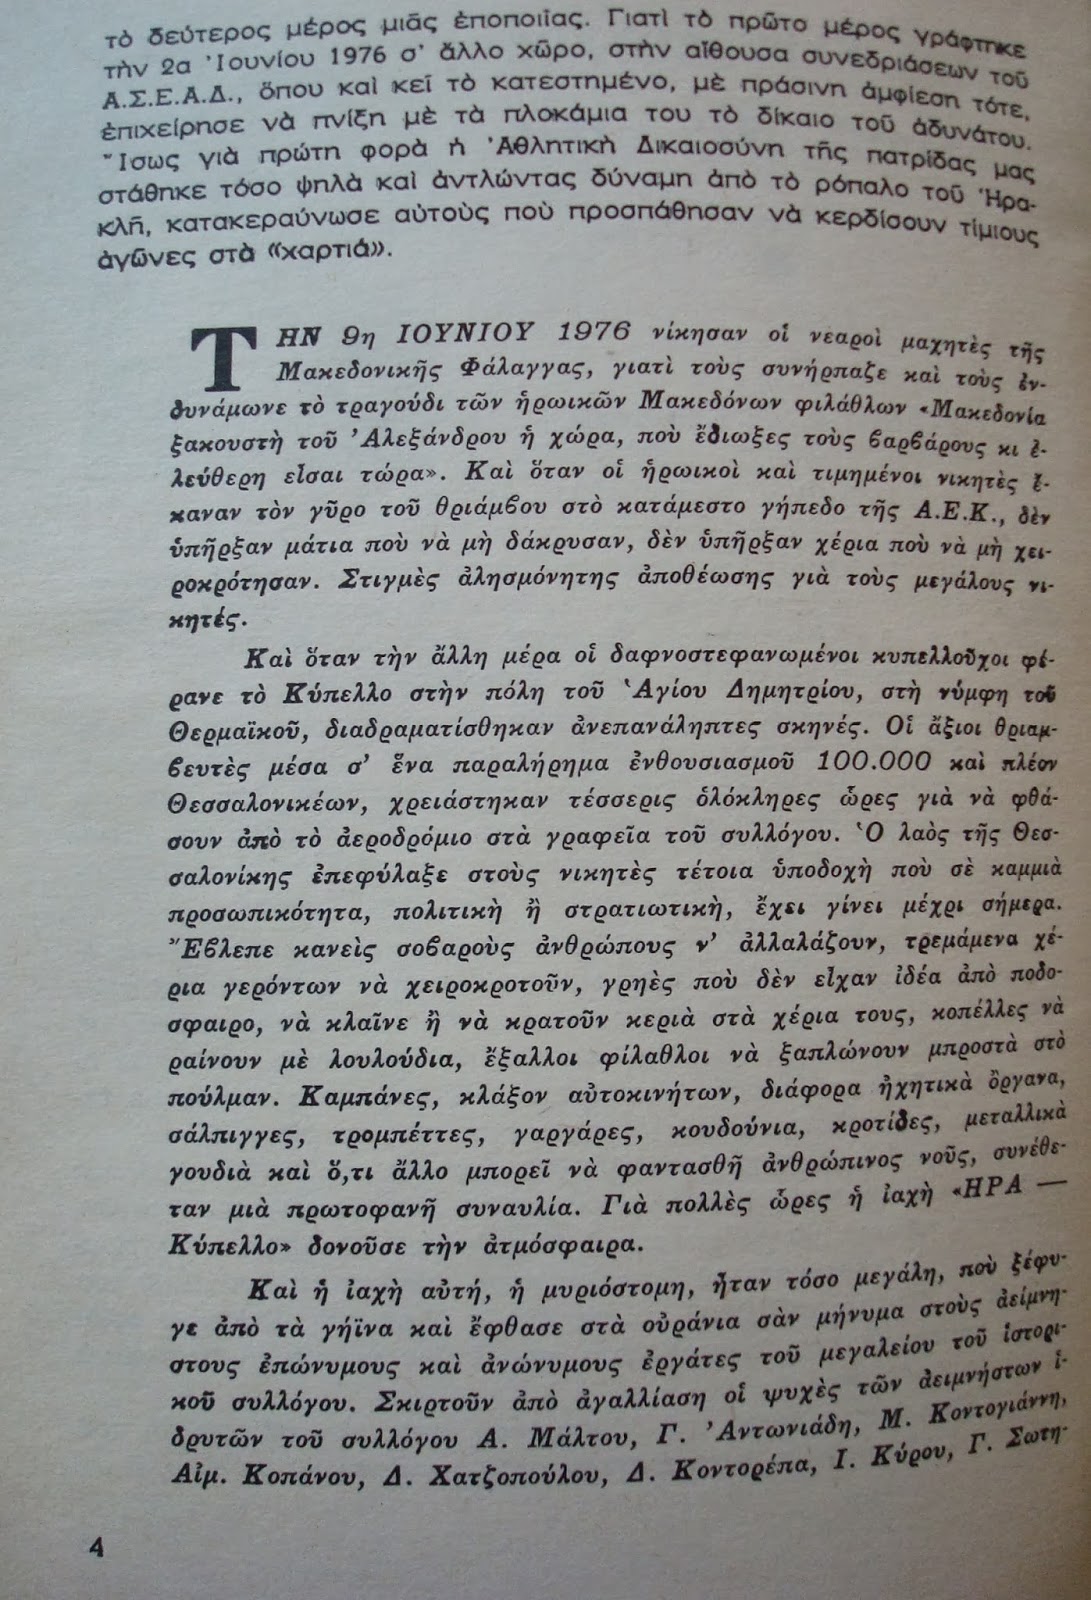 τὸ δεύτερος μέρος μιᾶς ἐποποιΐας. Γιατὶ τὸ πρῶτο μέρος γράφτηκε
τὴν 2α Ἰουνίου 1976 σ' ἄλλο χῶρο, στὴν αἴθουσα συνεδριάσεων τοῦ
Α.Σ.Ε.Α.Δ., ὅπου καὶ κεῖ τὸ κατεστημένο, μὲ πράσινη ἀμφίεση τότε,
ἐπιχείρησε νὰ πνίξη μὲ τὰ πλοκάμια του τὸ δίκαιο τοῦ ἀδυνάτου.
Ἴσως γιὰ πρώτη φορὰ ἡ Ἀθλητικὴ Δικαιοσύνη τῆς πατρίδας μας
στάθηκε τόσο ψηλὰ καὶ ἀντλώντας δύναμη ἀπὸ τὸ ρόπαλο τοῦ Ἡρα-
κλῆ, κατακεραύνωσε αὐτοὺς ποὺ προσπάθησαν νὰ κερδίσουν τίμιους
ἀγῶνες στὰ «χαρτιά».
ΤΗΝ 9η ΙΟΥΝΙΟΥ 1976 νίκησαν οἱ νεαροὶ μαχητὲς τῆς
Μακεδονικῆς Φάλαγγας, γιατὶ τοὺς συνήρπαζε καὶ τοὺς ἐν-
δυνάμωνε τὸ τραγούδι τῶν ἡρωικῶν Μακεδόνων φιλάθλων «Μακεδονία
ξακουστὴ τοῦ Ἀλεξάνδρου ἡ χώρα, ποὺ ἔδιωξες τοὺς βαρβάρους κι ἐ-
λεύθερη εἶσαι τώρα». Καὶ ὅταν οἱ ἡρωικοὶ καὶ τιμημένοι νικητὲς ἔ-
καναν τὸν γῦρο τοῦ θριάμβου στὸ κατάμεστο γήπεδο τῆς Α.Ε.Κ., δὲν
ὑπῆρξαν μάτια ποὺ νὰ μὴ δάκρυσαν, δὲν ὑπῆρξαν χέρια ποὺ νὰ μὴ χει-
ροκρότησαν. Στιγμὲς ἀλησμόνητης ἀποθέωσης γιὰ τοὺς μεγάλους νι-
κητές.
Καὶ ὅταν τὴν ἄλλη μέρα οἱ δαφνοστεφανωμένοι κυπελλοῦχοι φέ-
ρανε τὸ Κύπελλο στὴν πόλη τοῦ Ἁγίου Δημητρίου, στὴ νύμφη τοῦ
Θερμαϊκοῦ, διαδραματίσθηκαν ἀνεπανάληπτες σκηνές. Οἱ ἄξιοι θριαμ-
βευτὲς μέσα σ' ἕνα παραλήρημα ἐνθουσιασμοῦ 100.000 καὶ πλέον
Θεσσαλονικέων, χρειάστηκαν τέσσερις ὁλόκληρες ὧρες γιὰ νὰ φθά-
σουν ἀπὸ τὸ ἀεροδρόμιο στὰ γραφεῖα τοῦ συλλόγου. Ὁ λαὸς τῆς Θεσ-
σαλονίκης ἐπεφύλαξε στοὺς νικητὲς τέτοια ὑποδοχὴ ποὺ σὲ καμμιὰ
προσωπικότητα, πολιτικὴ ἢ στρατιωτική, ἔχει γίνει μέχρι σήμερα.
Ἔβλεπε κανεὶς σοβαροὺς ἀνθρώπους ν' ἀλλαλάζουν, τρεμάμενα χέ-
ρια γερόντων νὰ χειροκροτοῦν, γρηὲς ποὺ δὲν εἶχαν ἰδέα ἀπὸ ποδο-
σφαιρο, νὰ κλαῖνε ἢ νὰ κρατοῦν κεριὰ στὰ χέρια τους, κοπέλλες νὰ
ραίνουν μὲ λουλούδια, ἔξαλλοι φίλαθλοι νὰ ξαπλώνουν μπροστὰ στὸ
πούλμαν. Καμπάνες, κλάξον αὐτοκινήτων, διάφορα ἠχητικὰ ὄργανα,
σάλπιγγες, τρομπέττες, γαργάρες, κουδούνια, κροτίδες, μεταλλικὰ
γουδιὰ καὶ ὅ,τι ἄλλο μπορεῖ νὰ φαντασθῆ ἀνθρώπινος νοῦς, συνέθε-
ταν μιὰ πρωτοφανῆ συναυλία. Γιὰ πολλὲς ὧρες ἡ ἰαχὴ «ΗΡΑ —
Κύπελλο» δονοῦσε τὴν ἀτμόσφαιρα.
Καὶ ἡ ἰαχὴ αὐτή, ἡ μυριόστομη, ἦταν τόσο μεγάλη, ποὺ ξέφυ-
γε ἀπὸ τὰ γήϊνα καὶ ἔφθασε στὰ οὐράνια σὰν μήνυμα στοὺς ἀείμνη-
στους ἐπώνυμους καὶ ἀνώνυμους ἐργάτες τοῦ μεγαλείου τοῦ ἱστορι-
κοῦ συλλόγου. Σκιρτοῦν ἀπὸ ἀγαλλίαση οἱ ψυχὲς τῶν ἀειμνήστων ἱ-
δρυτῶν τοῦ συλλόγου Α. Μάλτου, Γ. Ἀντωνιάδη, Μ. Κοντογιάννη,
Αἰμ. Κοπάνου, Δ. Χατζοπούλου, Δ. Κοντορέπα, Ι. Κύρου, Γ. Σωτη-
4